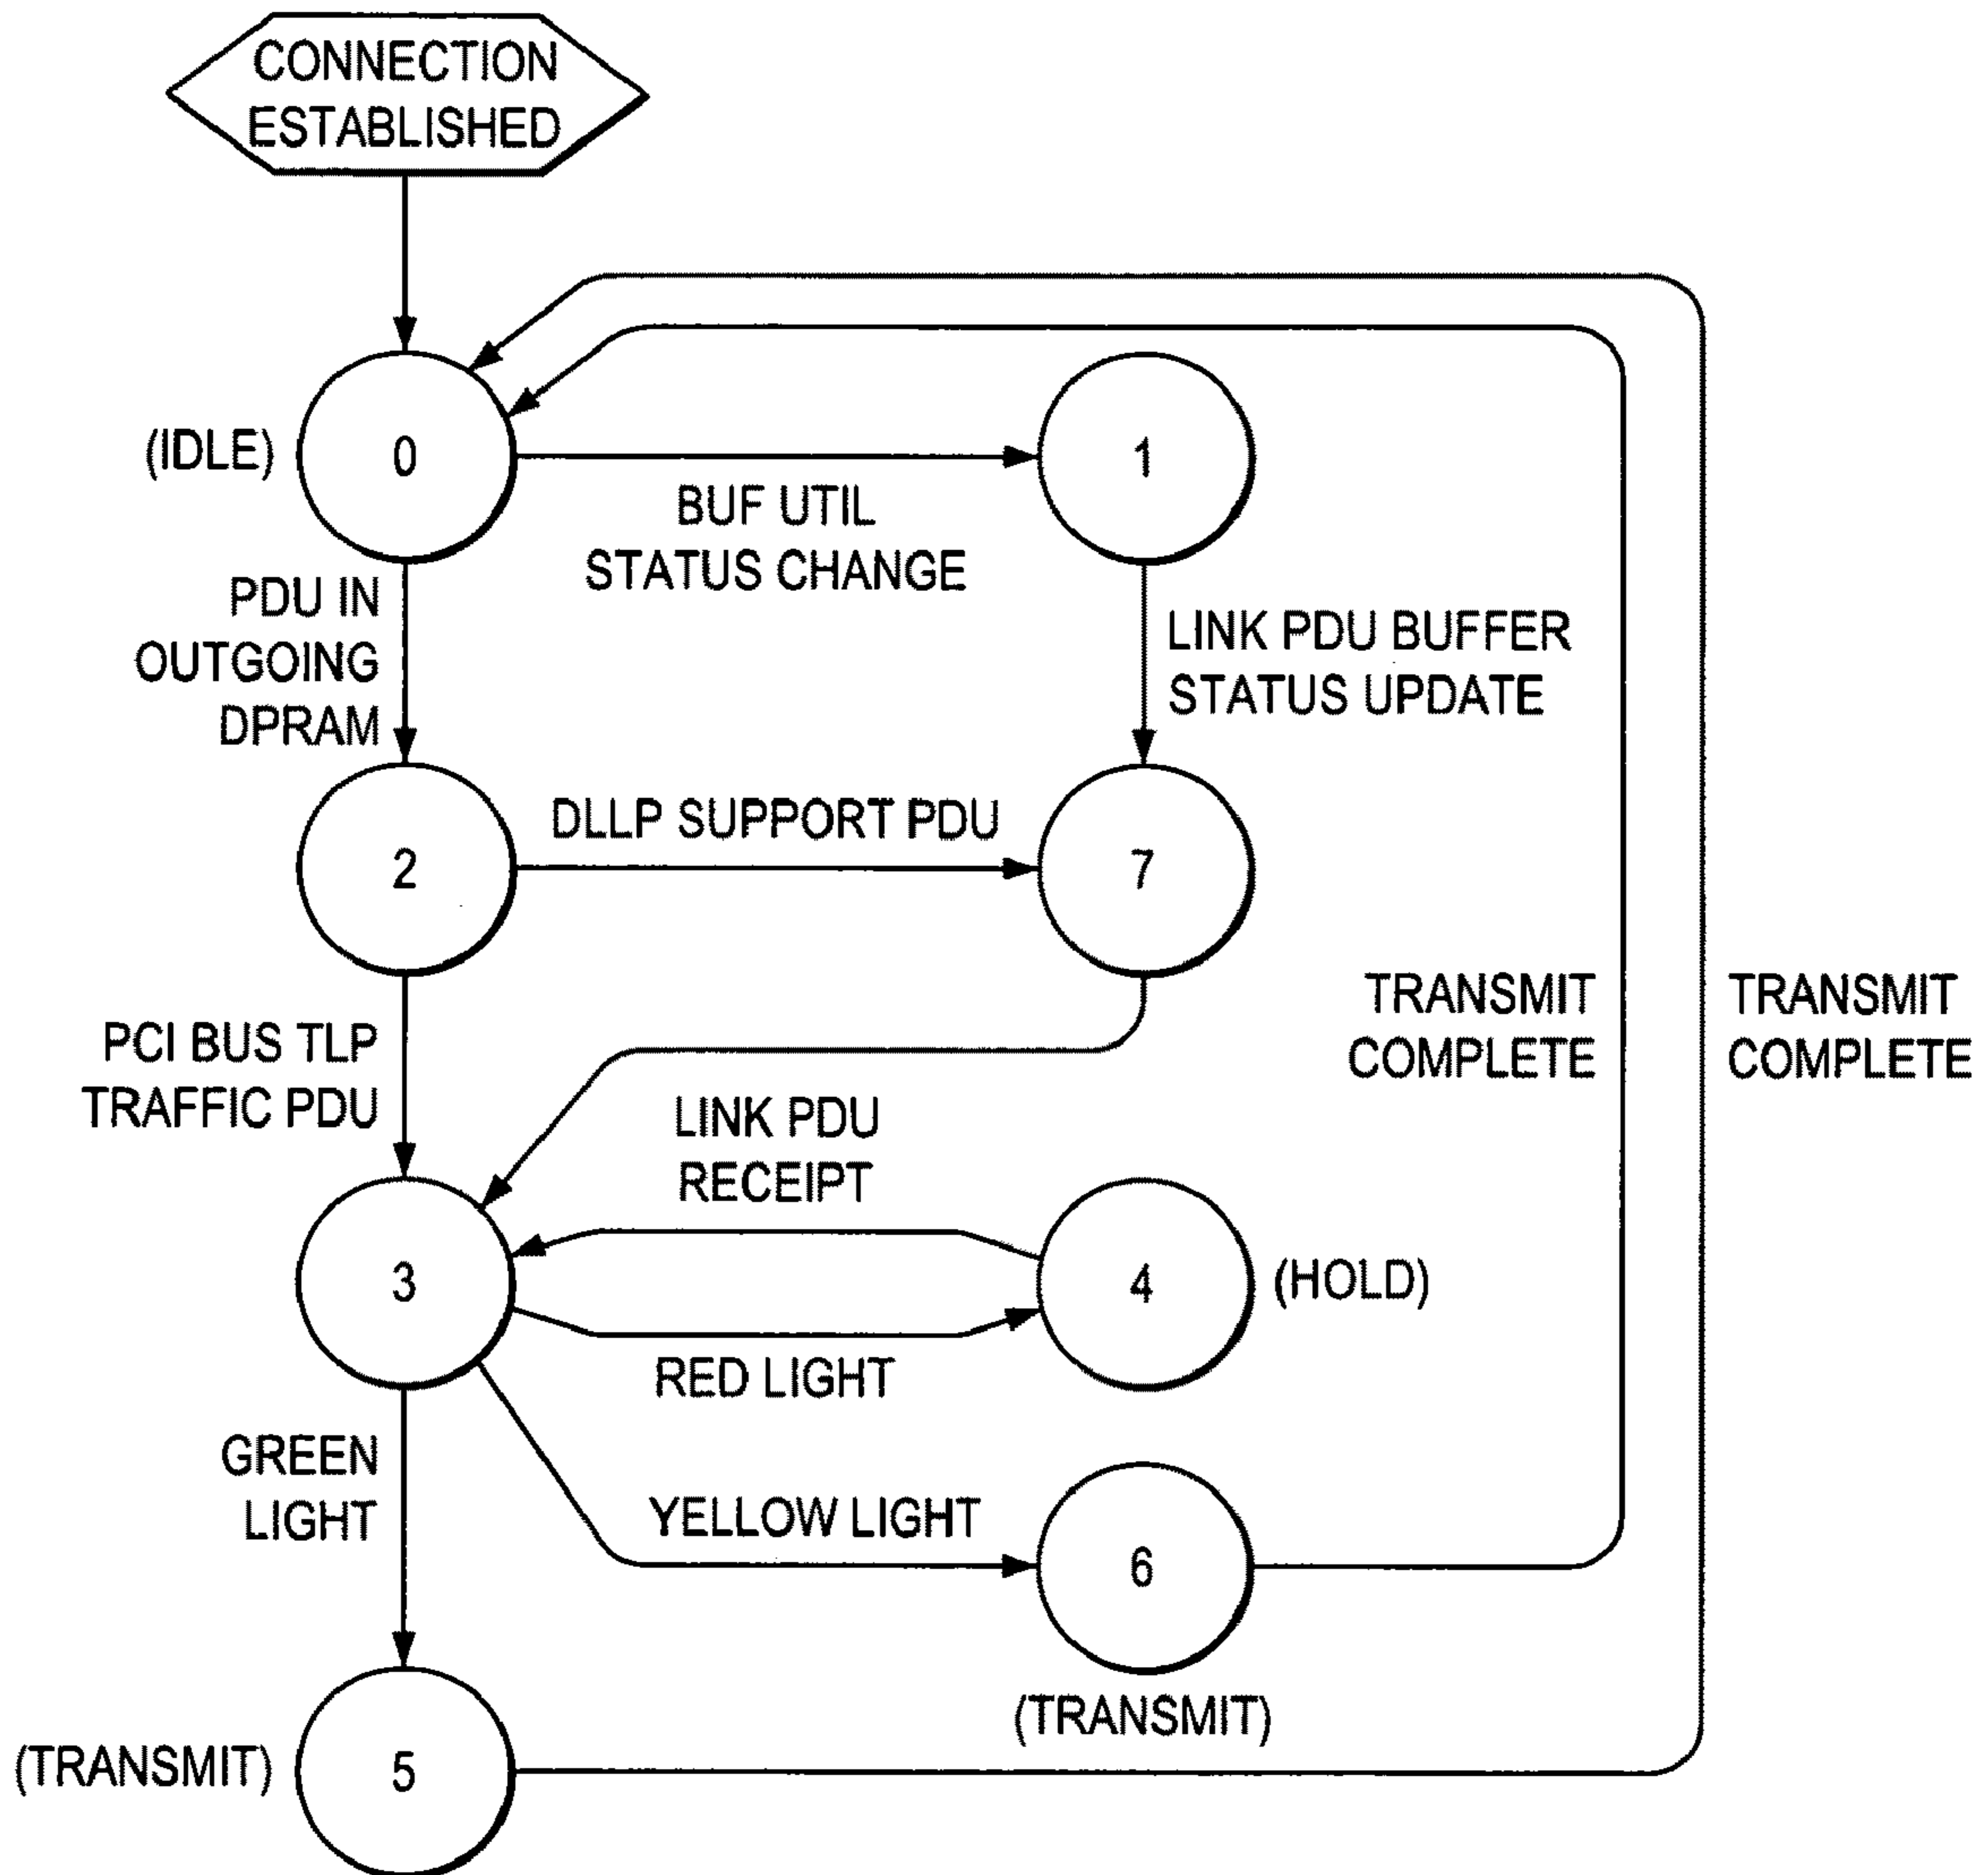 CONNECTION
ESTABLISHED
(IDLE)
0
1
BUF UTIL
STATUS CHANGE
PDU IN
OUTGOING
DPRAM
LINK PDU BUFFER
STATUS UPDATE
2
DLLP SUPPORT PDU
7
TRANSMIT
COMPLETE
TRANSMIT
COMPLETE
PCI BUS TLP
TRAFFIC PDU
LINK PDU
RECEIPT
3
4
(HOLD)
RED LIGHT
GREEN
LIGHT
YELLOW LIGHT
6
(TRANSMIT)
(TRANSMIT)
5